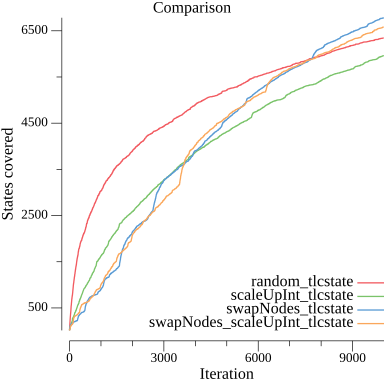 Comparison
States covered
6500
4500
2500
500
random_tlcstate
scaleUpInt_tlcstate
swapNodes_tlcstate
swapNodes_scaleUpInt_tlcstate
0 3000 6000 9000
Iteration